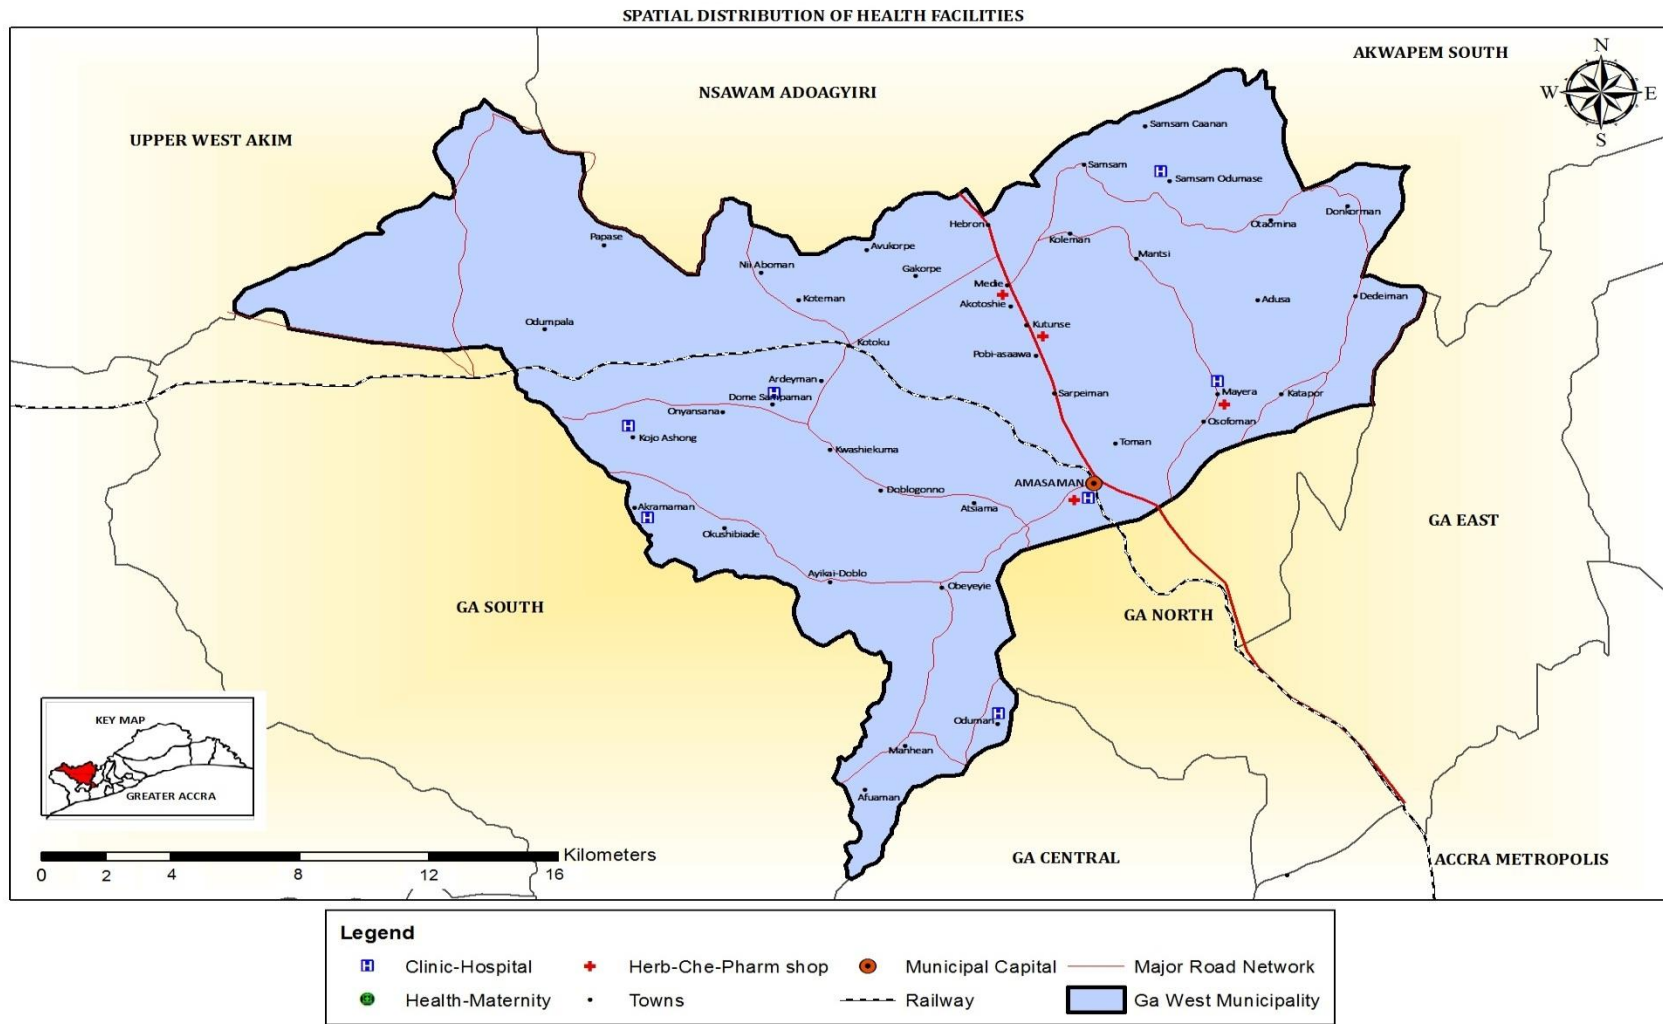 SPATIAL DISTRIBUTION OF HEALTH FACILITIES
AKWAPEM SOUTH
N
W E
S
NSAWAM ADOAGYIRI
UPPER WEST AKIM
Samsam Caanan
Samsam
Samsam Odumase
Donkorman
Otaomina
Hebron
Koleman
Papase
Avukorpe
Mantsi
Nii Aboman
Gakorpe
Medie
Koteman
Akotoshie
Adusa
Dedeiman
Odumpala
Kutunse
Kotoku
Pobi-asaawa
Ardeyman
Dome Sampaman
Sarpeiman
Mayera
Katapor
Onyansana
Osofoman
Kojo Ashong
Kwashiekuma
Toman
AMASAMAN
Doblogonno
Akramaman
Atsiama
Okushibiade
GA EAST
Ayikai-Doblo
Obeyeyie
GA SOUTH
GA NORTH
Oduman
Manhean
Afuaman
KEY MAP
GREATER ACCRA
Kilometers
0 2 4 8 12 16
GA CENTRAL
ACCRA METROPOLIS
Legend
H Clinic-Hospital Herb-Che-Pharm shop Municipal Capital Major Road Network
Health-Maternity Towns Railway Ga West Municipality